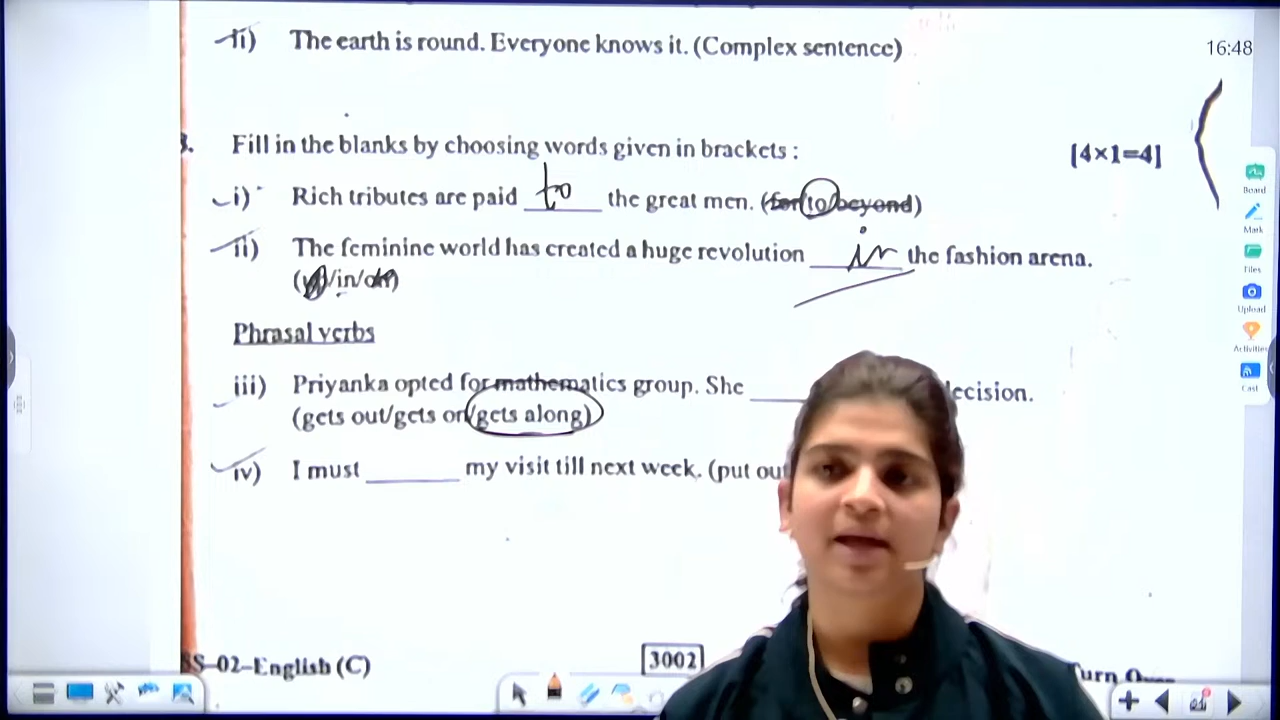 ii) The earth is round. Everyone knows it. (Complex sentence)
16:48
3. Fill in the blanks by choosing words given in brackets : [4×1=4]
i) Rich tributes are paid to the great men. (for/to/beyond)
ii) The feminine world has created a huge revolution in the fashion arena.
/in/on)
Phrasal verbs
iii) Priyanka opted for mathematics group. She ______ decision.
(gets out/gets on/gets along)
iv) I must ______ my visit till next week. (put out
SS-02-English (C) 3002 Turn
Board
Mark
Files
Upload
Activities
Cast